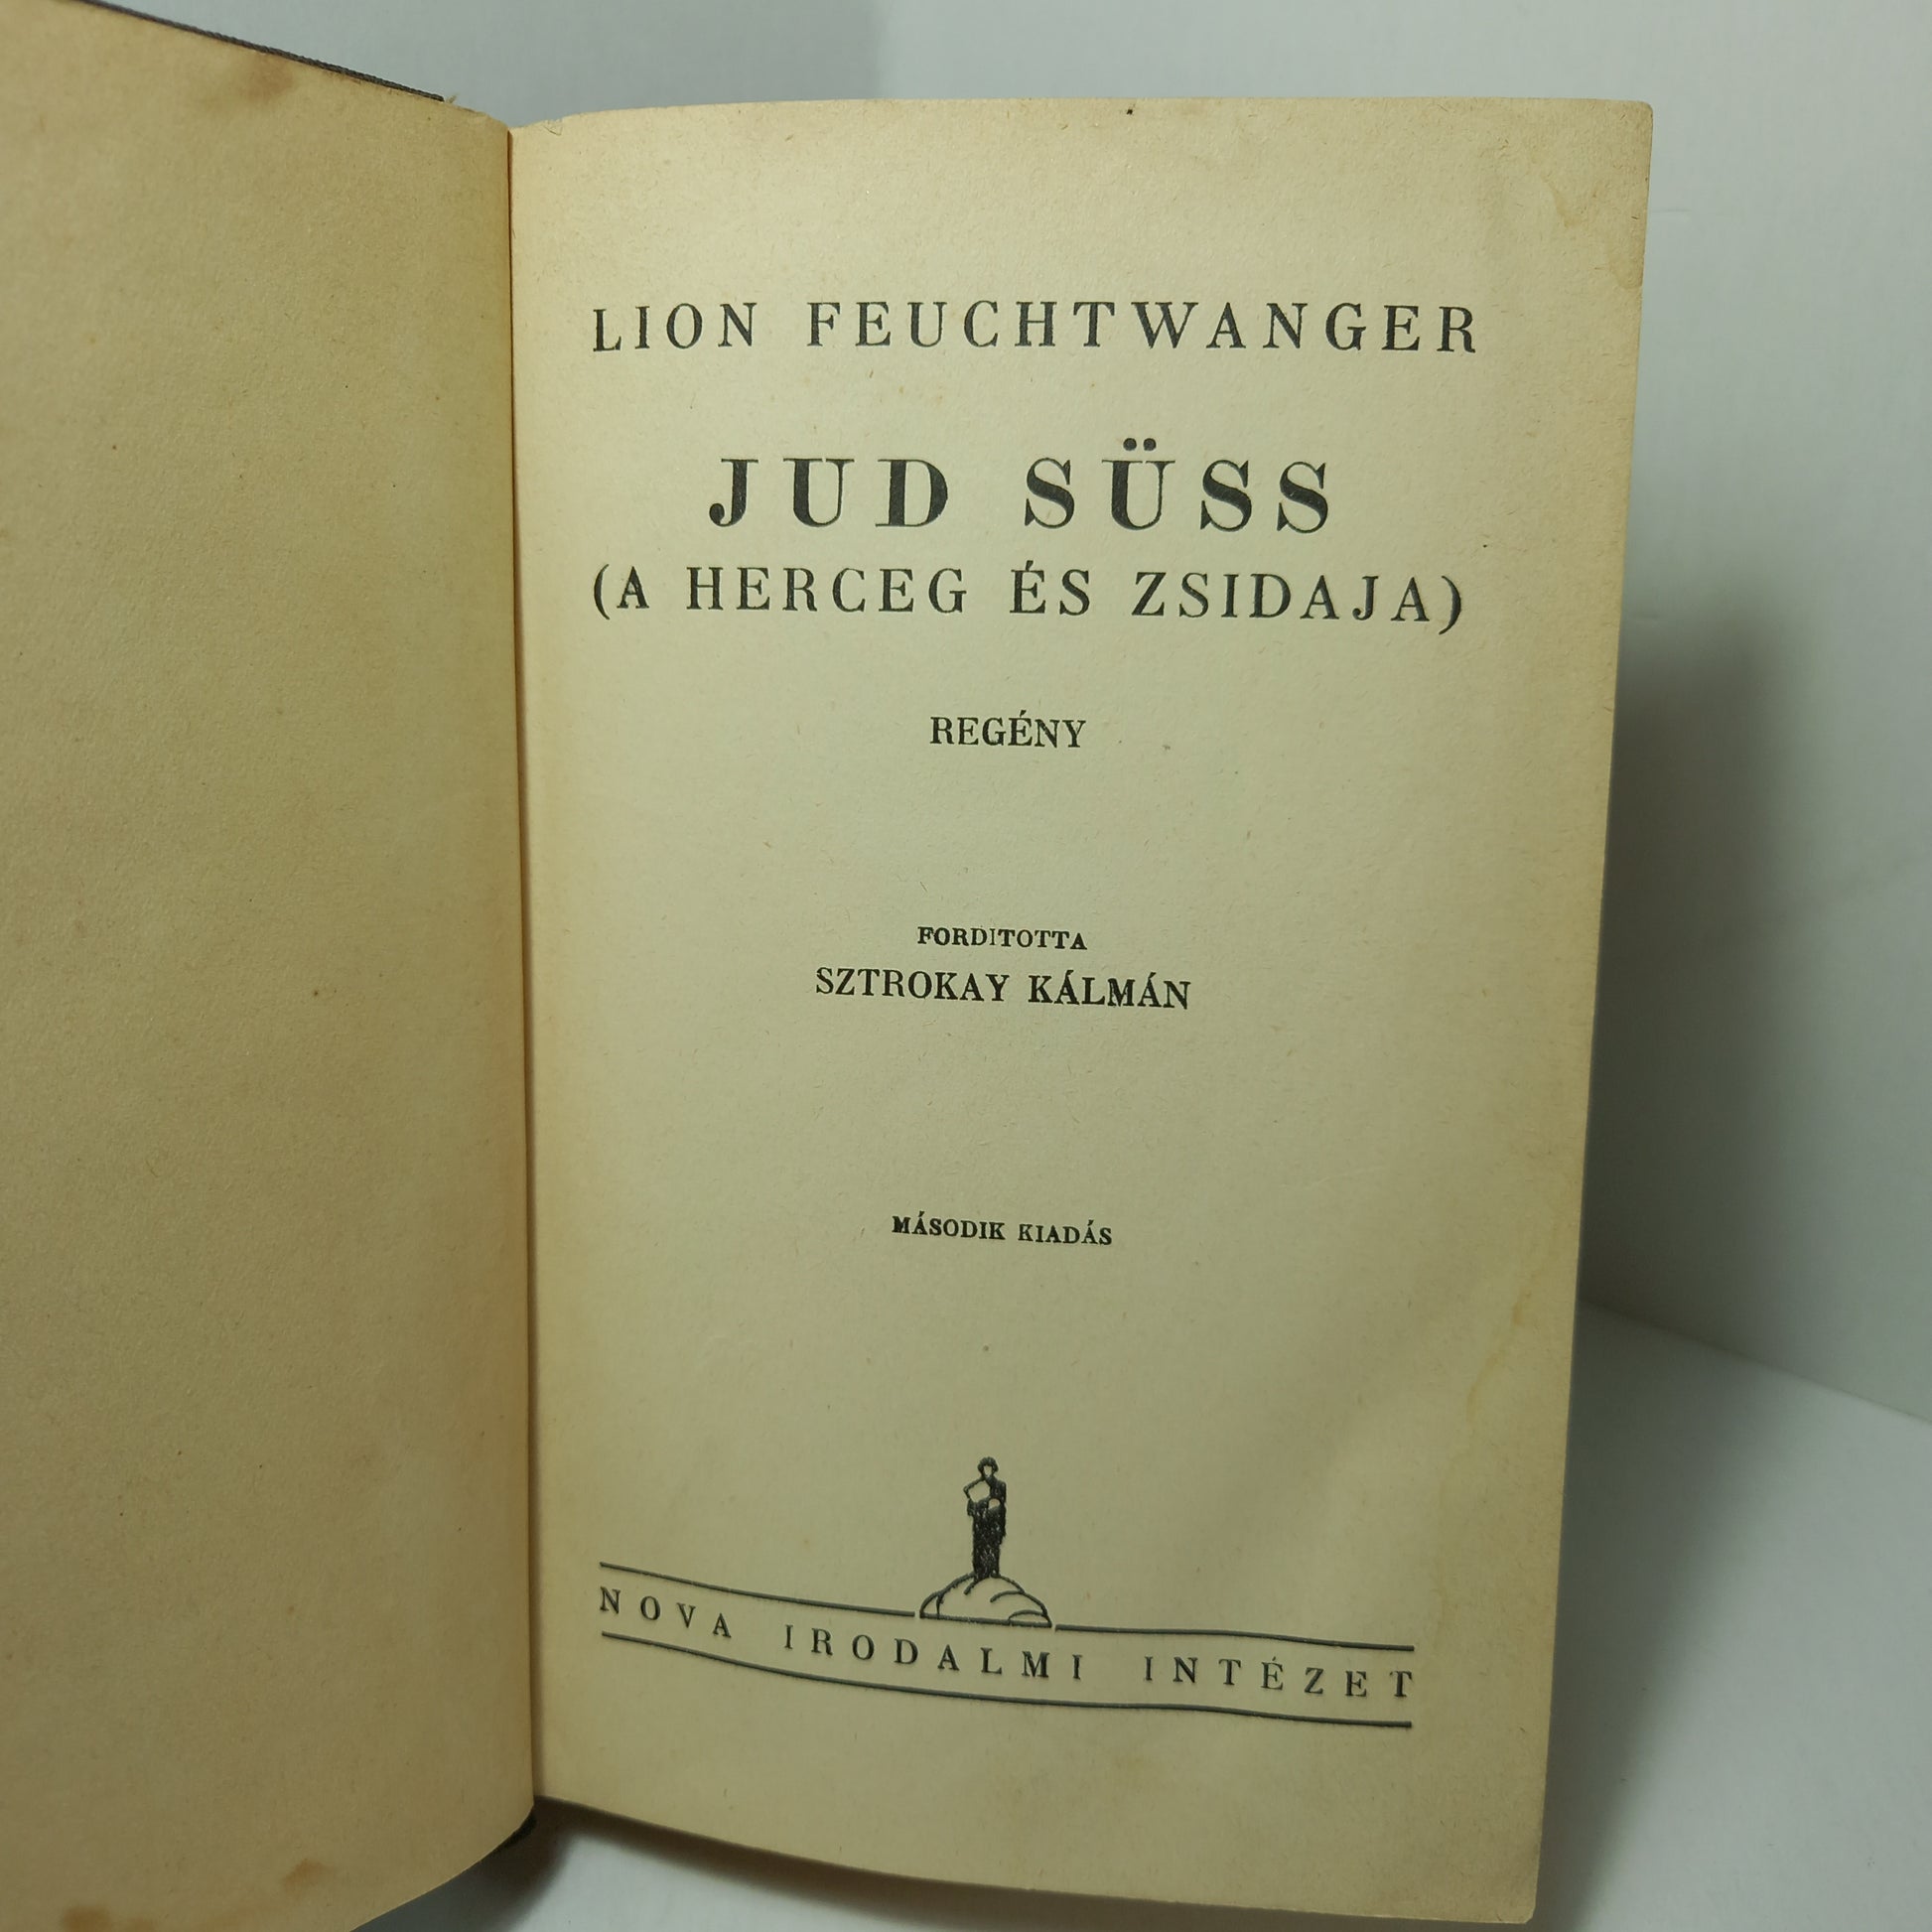 LION FEUCHTWANGER
JUD SÜSS
(A HERCEG ÉS ZSIDAJA)
REGÉNY
FORDITOTTA
SZTROKAY KÁLMÁN
MÁSODIK KIADÁS
NOVA IRODALMI INTÉZET